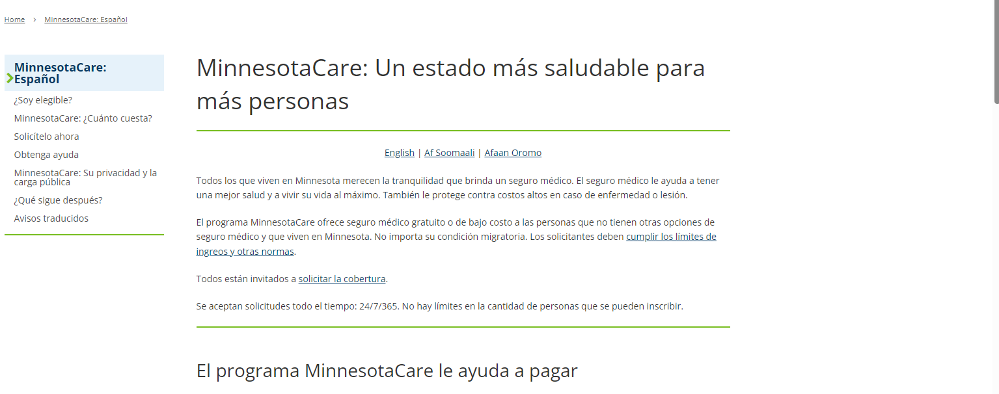 Home > MinnesotaCare: Español
MinnesotaCare:
Español
¿Soy elegible?
MinnesotaCare: ¿Cuánto cuesta?
Solicítelo ahora
Obtenga ayuda
MinnesotaCare: Su privacidad y la
carga pública
¿Qué sigue después?
Avisos traducidos
MinnesotaCare: Un estado más saludable para
más personas
English | Af Soomaali | Afaan Oromo
Todos los que viven en Minnesota merecen la tranquilidad que brinda un seguro médico. El seguro médico le ayuda a tener
una mejor salud y a vivir su vida al máximo. También le protege contra costos altos en caso de enfermedad o lesión.
El programa MinnesotaCare ofrece seguro médico gratuito o de bajo costo a las personas que no tienen otras opciones de
seguro médico y que viven en Minnesota. No importa su condición migratoria. Los solicitantes deben cumplir los límites de
ingreos y otras normas.
Todos están invitados a solicitar la cobertura.
Se aceptan solicitudes todo el tiempo: 24/7/365. No hay límites en la cantidad de personas que se pueden inscribir.
El programa MinnesotaCare le ayuda a pagar